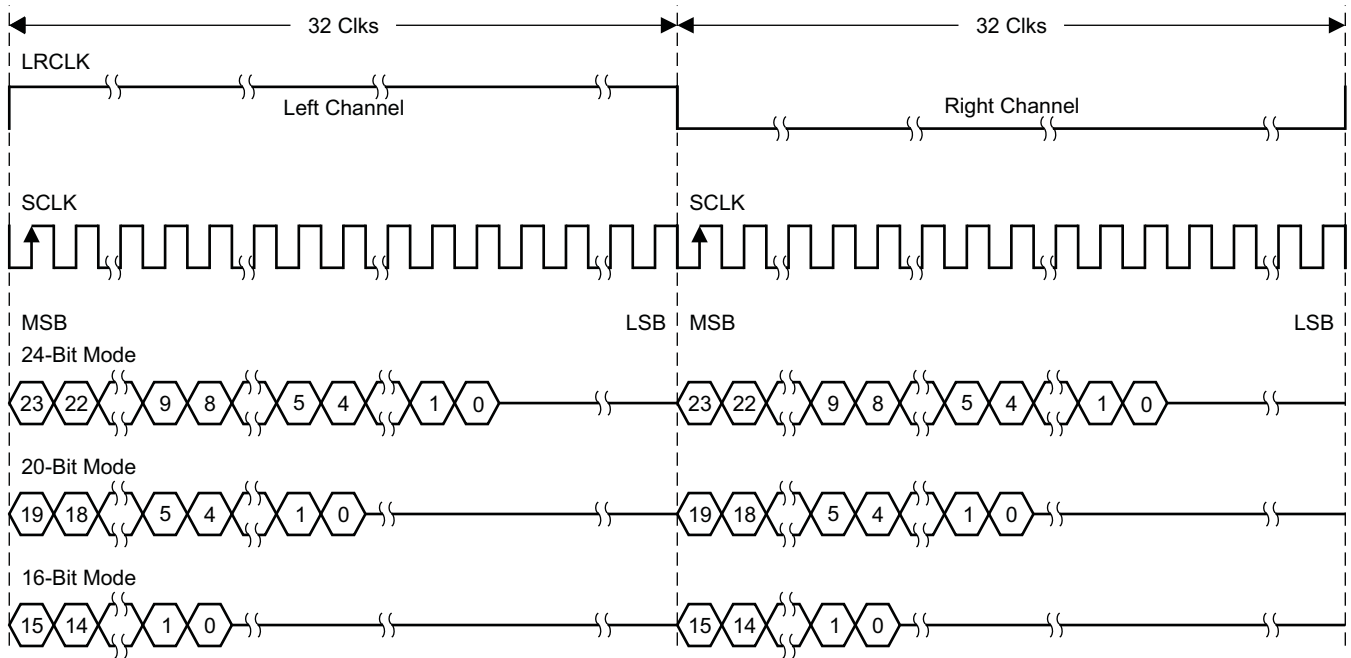 32 Clks 32 Clks
LRCLK
Left Channel Right Channel
SCLK SCLK
MSB LSB MSB LSB
24-Bit Mode
23 22 9 8 5 4 1 0 23 22 9 8 5 4 1 0
20-Bit Mode
19 18 5 4 1 0 19 18 5 4 1 0
16-Bit Mode
15 14 1 0 15 14 1 0